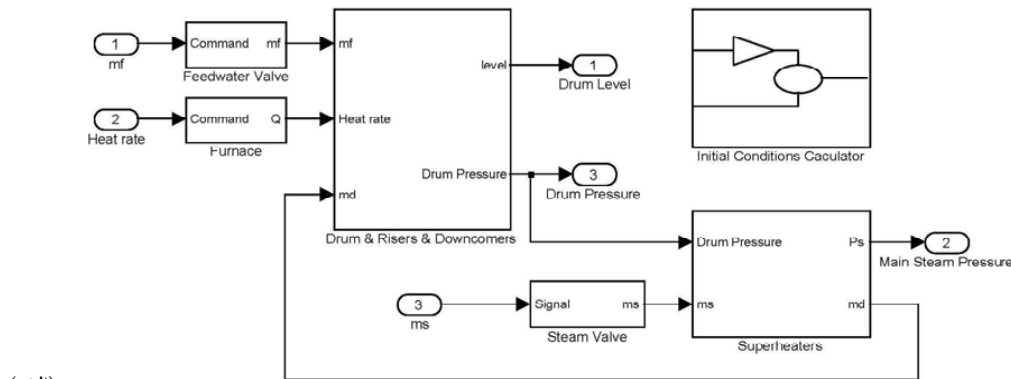 1
mf
Command
mf
Feedwater Valve
2
Heat rate
Command
Q
Furnace
mf
Heat rate
md
level
Drum Pressure
Drum & Risers & Downcomers
1
Drum Level
3
Drum Pressure
Initial Conditions Caculator
3
ms
Signal
ms
Steam Valve
Drum Pressure
ms
Ps
md
Superheaters
2
Main Steam Pressure